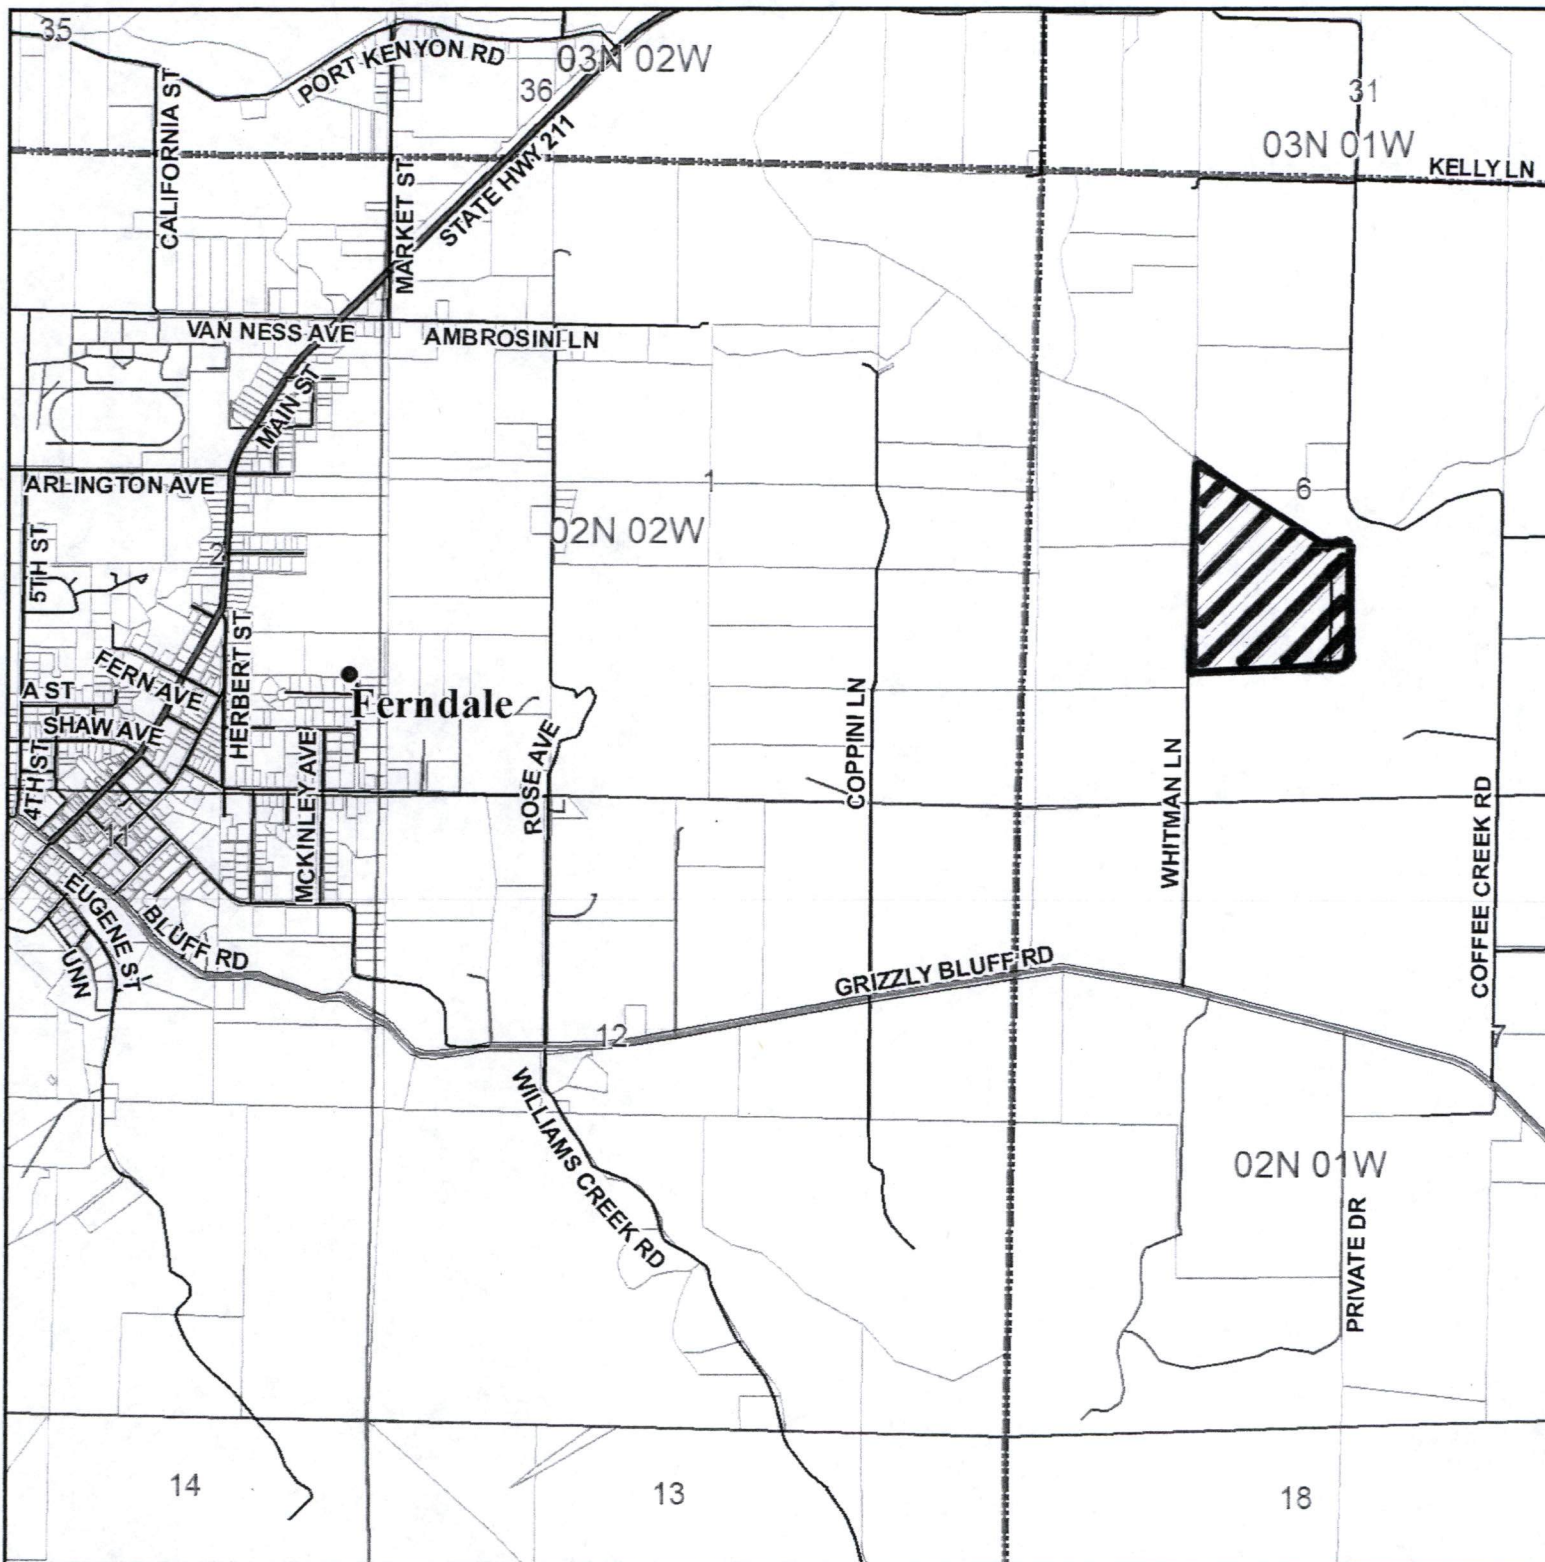 35
PORT KENYON RD
03N 02W
36
31
03N 01W
KELLY LN
CALIFORNIA ST
MARKET ST
STATE HWY 211
VAN NESS AVE
AMBROSINI LN
MAIN ST
ARLINGTON AVE
1
6
02N 02W
2
5TH ST
HERBERT ST
FERN AVE
A ST
SHAW AVE
Ferndale
4TH ST
MCKINLEY AVE
ROSE AVE
COPPINI LN
WHITMAN LN
COFFEE CREEK RD
11
EUGENE ST
BLUFF RD
UNN
GRIZZLY BLUFF RD
12
7
WILLIAMS CREEK RD
02N 01W
PRIVATE DR
14
13
18